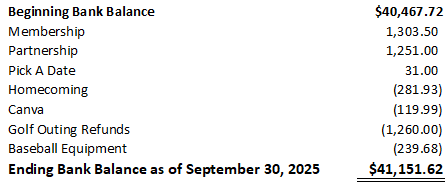 Beginning Bank Balance $40,467.72
Membership 1,303.50
Partnership 1,251.00
Pick A Date 31.00
Homecoming (281.93)
Canva (119.99)
Golf Outing Refunds (1,260.00)
Baseball Equipment (239.68)
Ending Bank Balance as of September 30, 2025 $41,151.62